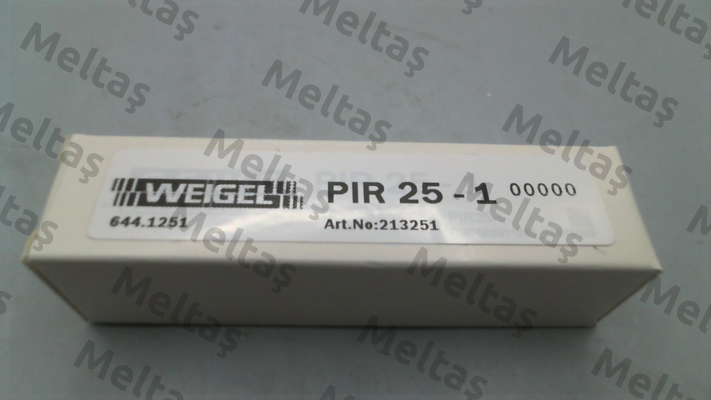 WEIGEL PIR 25 - 1 00000
644.1251 Art.No:213251
Meltaş